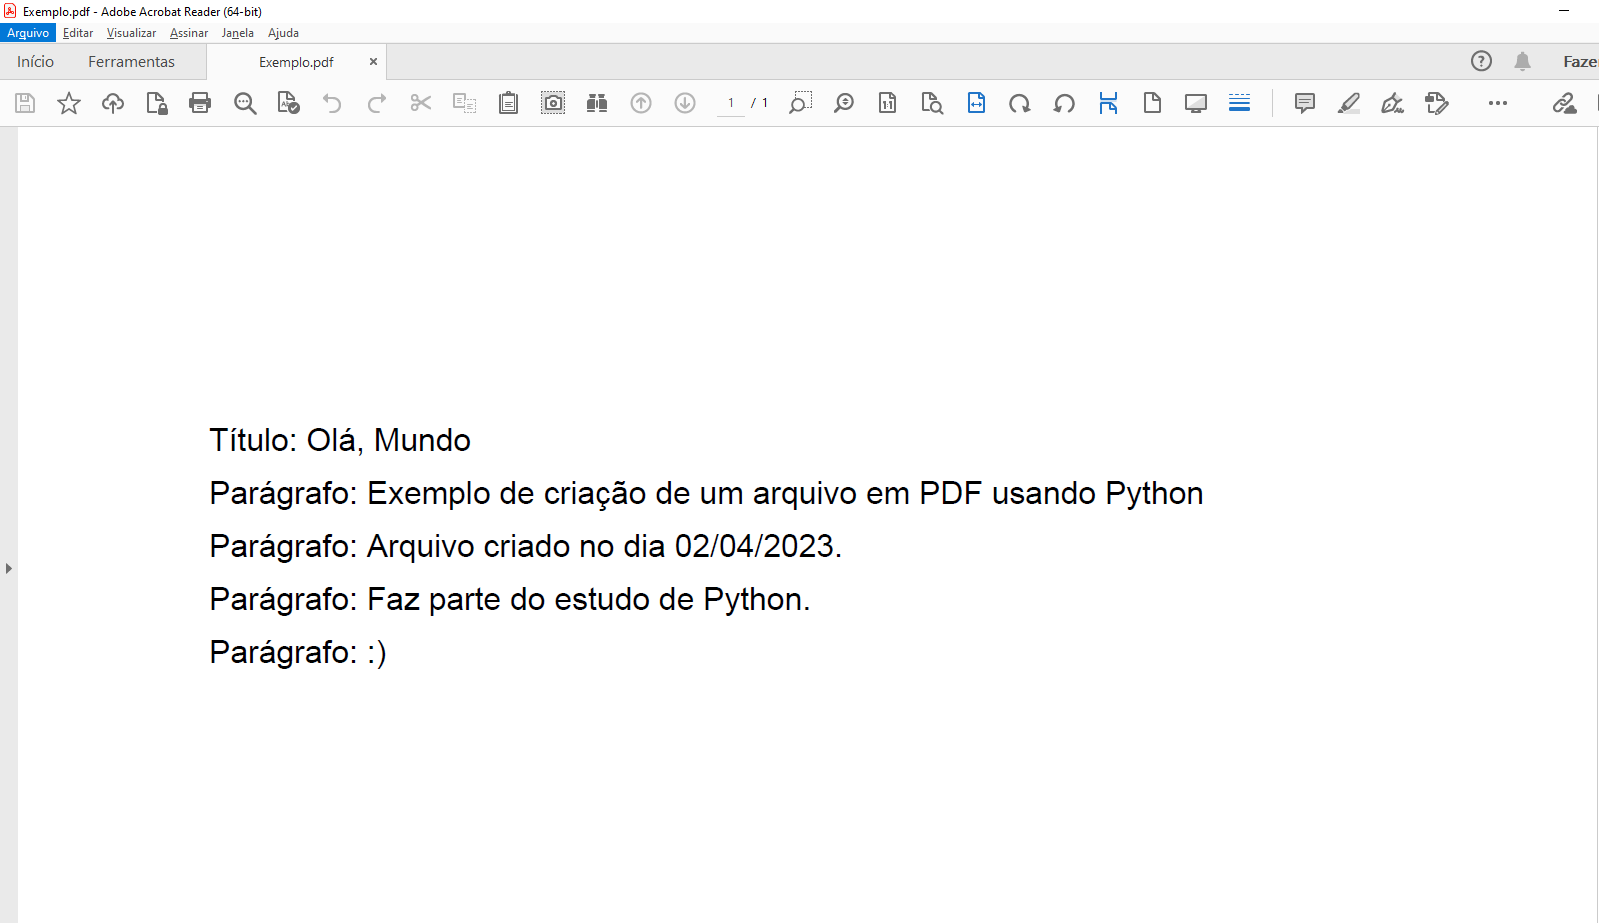 Exemplo.pdf - Adobe Acrobat Reader (64-bit)
Arquivo Editar Visualizar Assinar Janela Ajuda
Início Ferramentas Exemplo.pdf × ?
1 / 1 1:1
Título: Olá, Mundo
Parágrafo: Exemplo de criação de um arquivo em PDF usando Python
Parágrafo: Arquivo criado no dia 02/04/2023.
Parágrafo: Faz parte do estudo de Python.
Parágrafo: :)